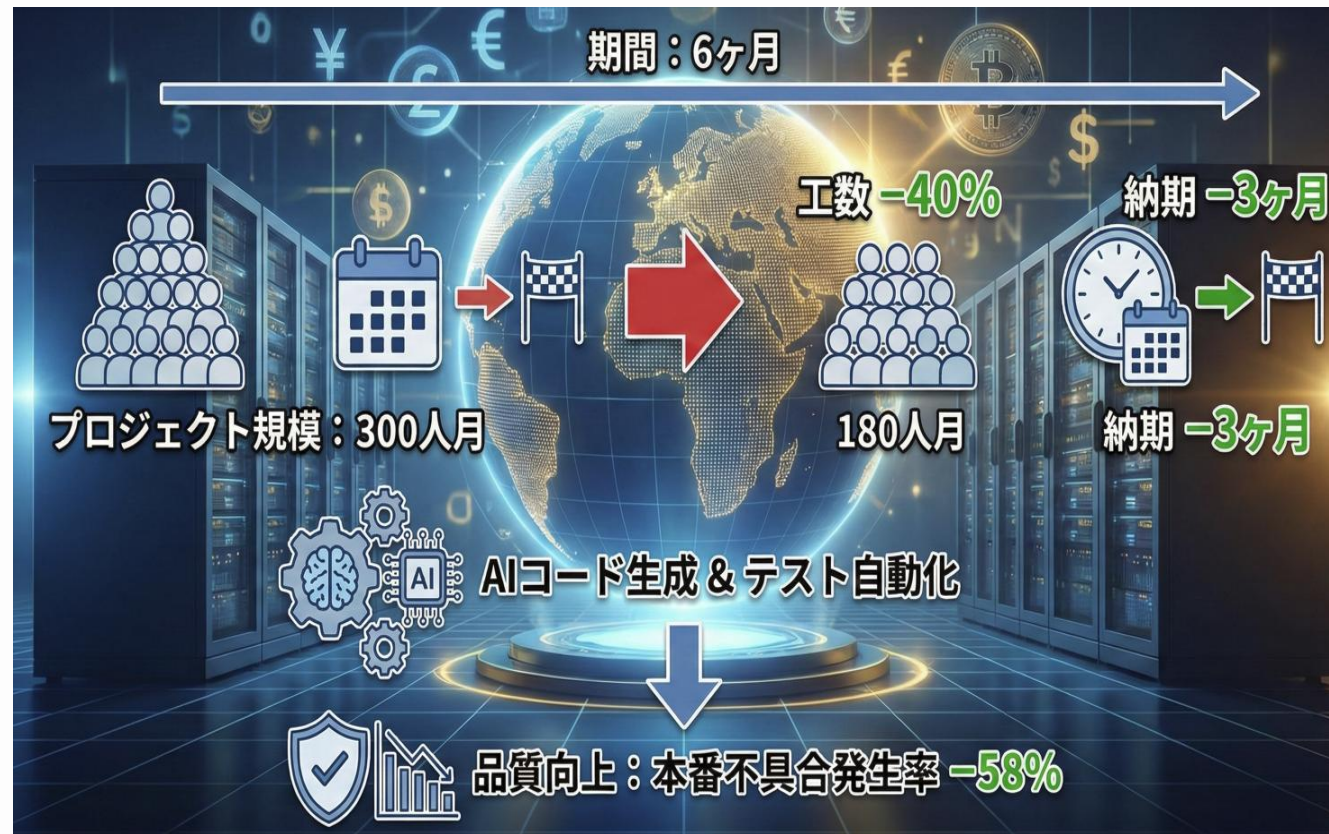 期間：6ヶ月
工数 −40%
納期 −3ヶ月
プロジェクト規模：300人月
180人月
納期 −3ヶ月
AI
AIコード生成 & テスト自動化
品質向上：本番不具合発生率 −58%